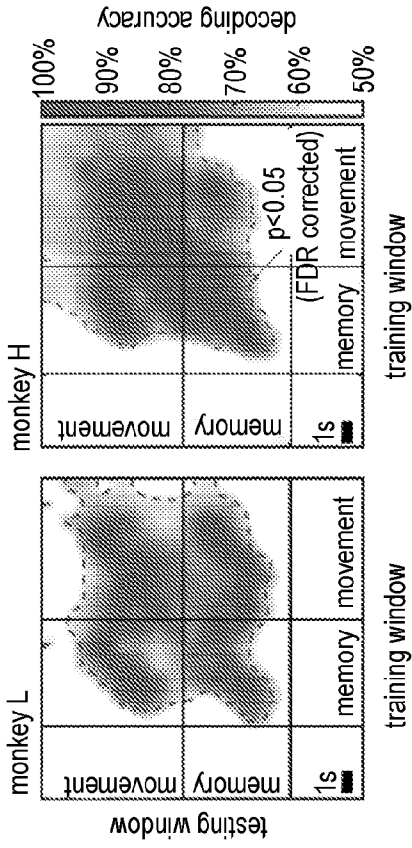 monkey L
testing window
movement
memory
1s
memory
movement
training window
monkey H
movement
memory
1s
p<0.05
(FDR corrected)
memory
movement
training window
100%
90%
80%
70%
60%
50%
decoding accuracy